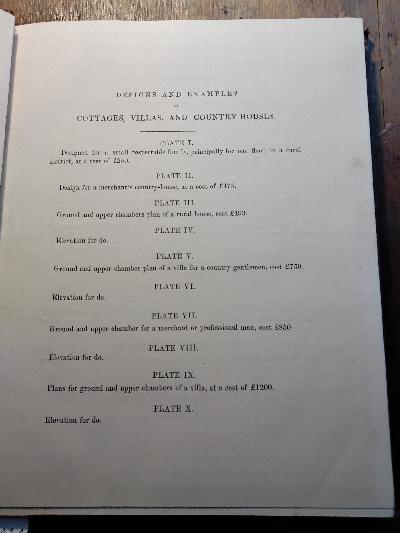 DESIGNS AND EXAMPLES
OF
COTTAGES, VILLAS, AND COUNTRY HOUSES.
PLATE I.
Designed for a small respectable family, principally for one floor, in a rural
district, at a cost of
PLATE II.
Design for a merchant's country-house, at a cost of £475.
PLATE III.
Ground and upper chambers plan of a rural house, cost
PLATE IV.
Elevation for do.
PLATE V.
Ground and upper chamber plan of a villa for a country gentleman, cost £750.
PLATE VI.
Elevation for do.
PLATE VII.
Ground and upper chamber for a merchant or professional man, cost £850
PLATE VIII.
Elevation for do.
PLATE IX.
Plans for ground and upper chambers of a villa, at a cost of £1200.
PLATE X.
Elevation for do.